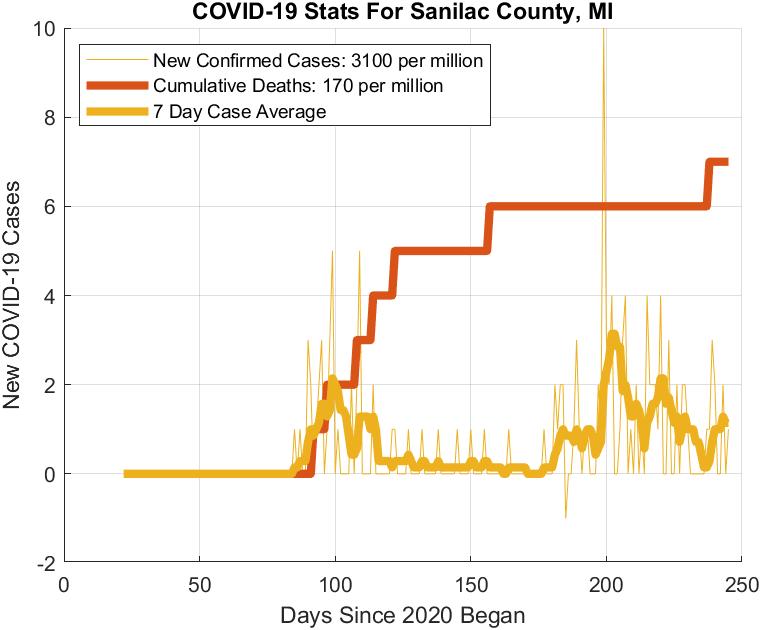 COVID-19 Stats For Sanilac County, MI
New Confirmed Cases: 3100 per million
Cumulative Deaths: 170 per million
7 Day Case Average
New COVID-19 Cases
10
8
6
4
2
0
-2
0 50 100 150 200 250
Days Since 2020 Began